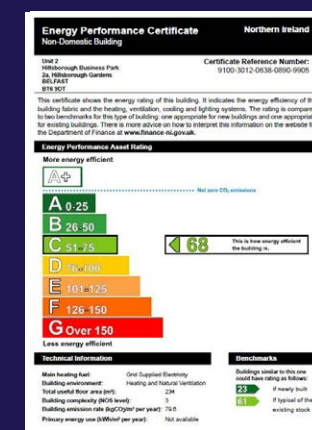 Energy Performance Certificate
Northern Ireland
Non-Domestic Building
Unit 2
Hillsborough Business Park
2a, Hillsborough Gardens
BELFAST
BT6 9DT
Certificate Reference Number:
9100-3012-0638-0890-9905
This certificate shows the energy rating of this building. It indicates the energy efficiency of th
building fabric and the heating, ventilation, cooling and lighting systems. The rating is compare
to two benchmarks for this type of building: one appropriate for new buildings and one appropriat
for existing buildings. There is more advice on how to interpret this information on the website fo
the Department of Finance at www.finance-ni.gov.uk.
Energy Performance Asset Rating
More energy efficient
A+
Net zero CO₂ emissions
A 0-25
B 26-50
C 51-75
68
This is how energy efficient
the building is.
D 76-100
E 101-125
F 126-150
G Over 150
Less energy efficient
Technical Information
Main heating fuel: Grid Supplied Electricity
Building environment: Heating and Natural Ventilation
Total useful floor area (m²): 234
Building complexity (NOS level): 3
Building emission rate (kgCO₂/m² per year): 79.6
Primary energy use (kWh/m² per year): Not available
Benchmarks
Buildings similar to this one
could have rating as follows:
23 If newly built
61 If typical of the
existing stock